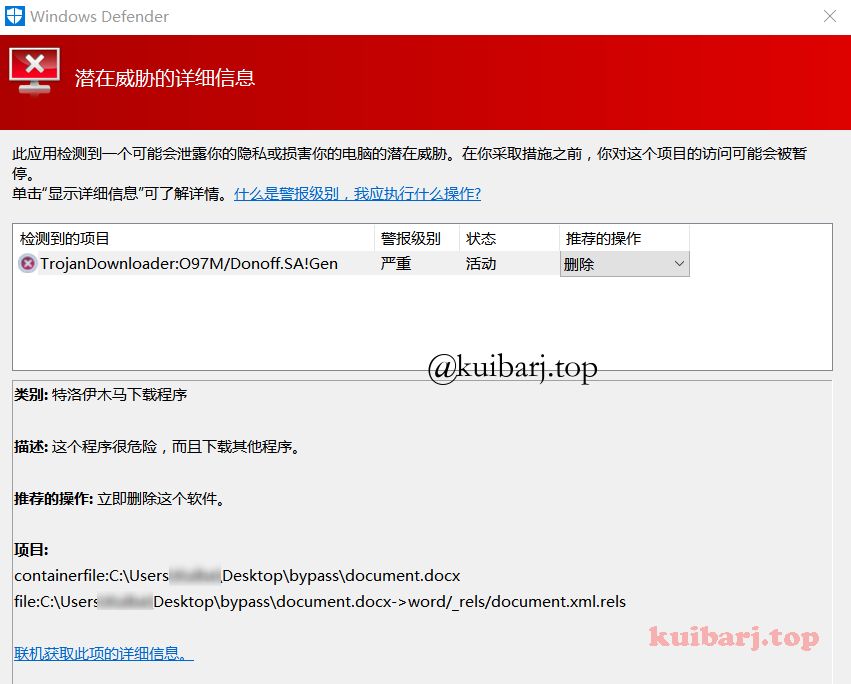 Windows Defender
潜在威胁的详细信息
此应用检测到一个可能会泄露你的隐私或损害你的电脑的潜在威胁。在你采取措施之前，你对这个项目的访问可能会被暂
停。
单击“显示详细信息”可了解详情。什么是警报级别，我应执行什么操作?
检测到的项目 警报级别 状态 推荐的操作
TrojanDownloader:O97M/Donoff.SA!Gen 严重 活动 删除
@kuibarj.top
类别: 特洛伊木马下载程序
描述: 这个程序很危险，而且下载其他程序。
推荐的操作: 立即删除这个软件。
项目:
containerfile:C:\Users Desktop\bypass\document.docx
file:C:\Users Desktop\bypass\document.docx->word/_rels/document.xml.rels
kuibarj.top
联机获取此项的详细信息。